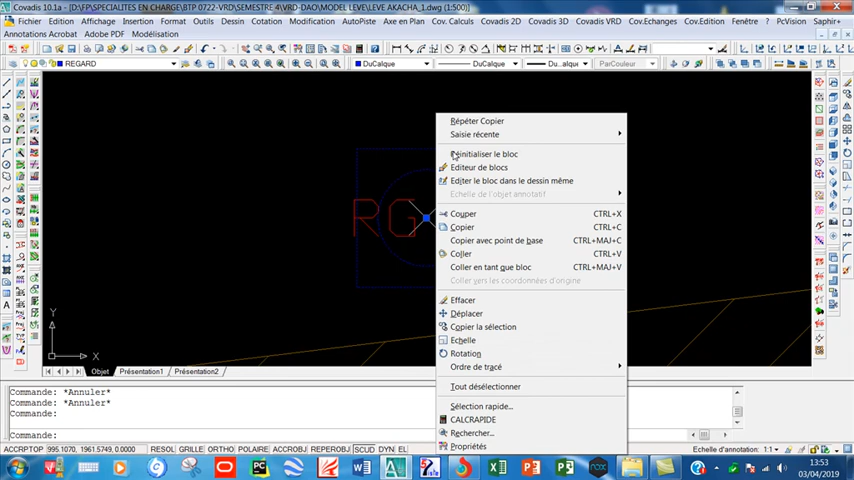 Covadis 10.1a - [D:\FP\SPECIALITES EN CHARGE\BTP 0722-VRD\SEMESTRE 4\VRD-DAO\MODEL LEVE\LEVE AKACHA_1.dwg (1:500)]
Fichier Edition Affichage Insertion Format Outils Dessin Cotation Modification AutoPiste Axe en Plan Cov. Calculs Covadis 2D Covadis 3D Covadis VRD Cov.Echanges Cov.Edition Fenêtre ? PcVision Saphir+
Annotations Acrobat Adobe PDF Modélisation
REGARD DuCalque DuCalque Du...alque ParCouleur
Répéter Copier
Saisie récente
Réinitialiser le bloc
Editeur de blocs
Editer le bloc dans le dessin même
Echelle de l'objet annotatif
RG
Couper CTRL+X
Copier CTRL+C
Copier avec point de base CTRL+MAJ+C
Coller CTRL+V
Coller en tant que bloc CTRL+MAJ+V
Coller vers les coordonnées d'origine
Effacer
Déplacer
Copier la sélection
Echelle
Rotation
Ordre de tracé
Tout désélectionner
Sélection rapide...
CALCRAPIDE
Rechercher...
Propriétés
Y
X
Objet Présentation1 Présentation2
Commande: *Annuler*
Commande: *Annuler*
Commande:
Commande:
ACCRPTOP 995.1070, 1961.5749, 0.0000 RESOL GRILLE ORTHO POLAIRE ACCROBJ REPEROBJ SCUD DYN EL Echelle d'annotation: 1:1
FR 13:53
03/04/2019